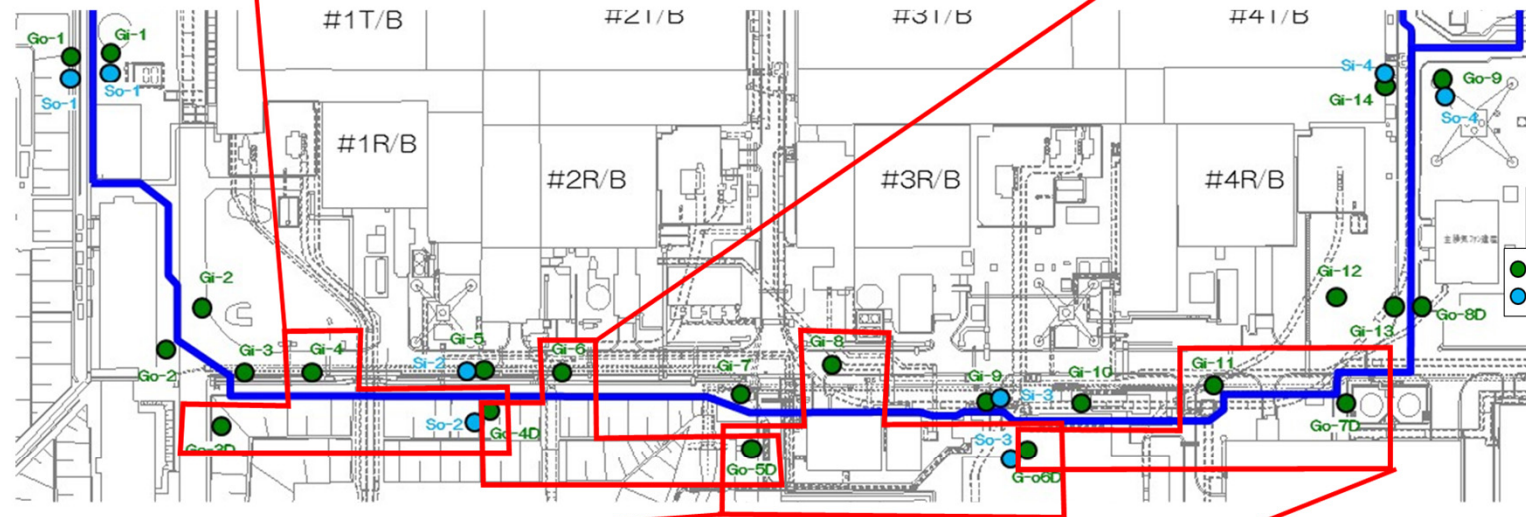 #1T/B
#2T/B
#3T/B
#4T/B
Go-1
Gi-1
So-1
So-1
Si-4
Gi-14
Go-9
So-4
#1R/B
#2R/B
#3R/B
#4R/B
Gi-2
Gi-12
Gi-13
Go-8D
Go-2
Gi-3
Gi-4
Si-2
Gi-5
Gi-6
Gi-7
Gi-8
Gi-9
Si-3
Gi-10
Gi-11
Go-3D
So-2
Go-4D
Go-5D
So-3
G-o6D
Go-7D